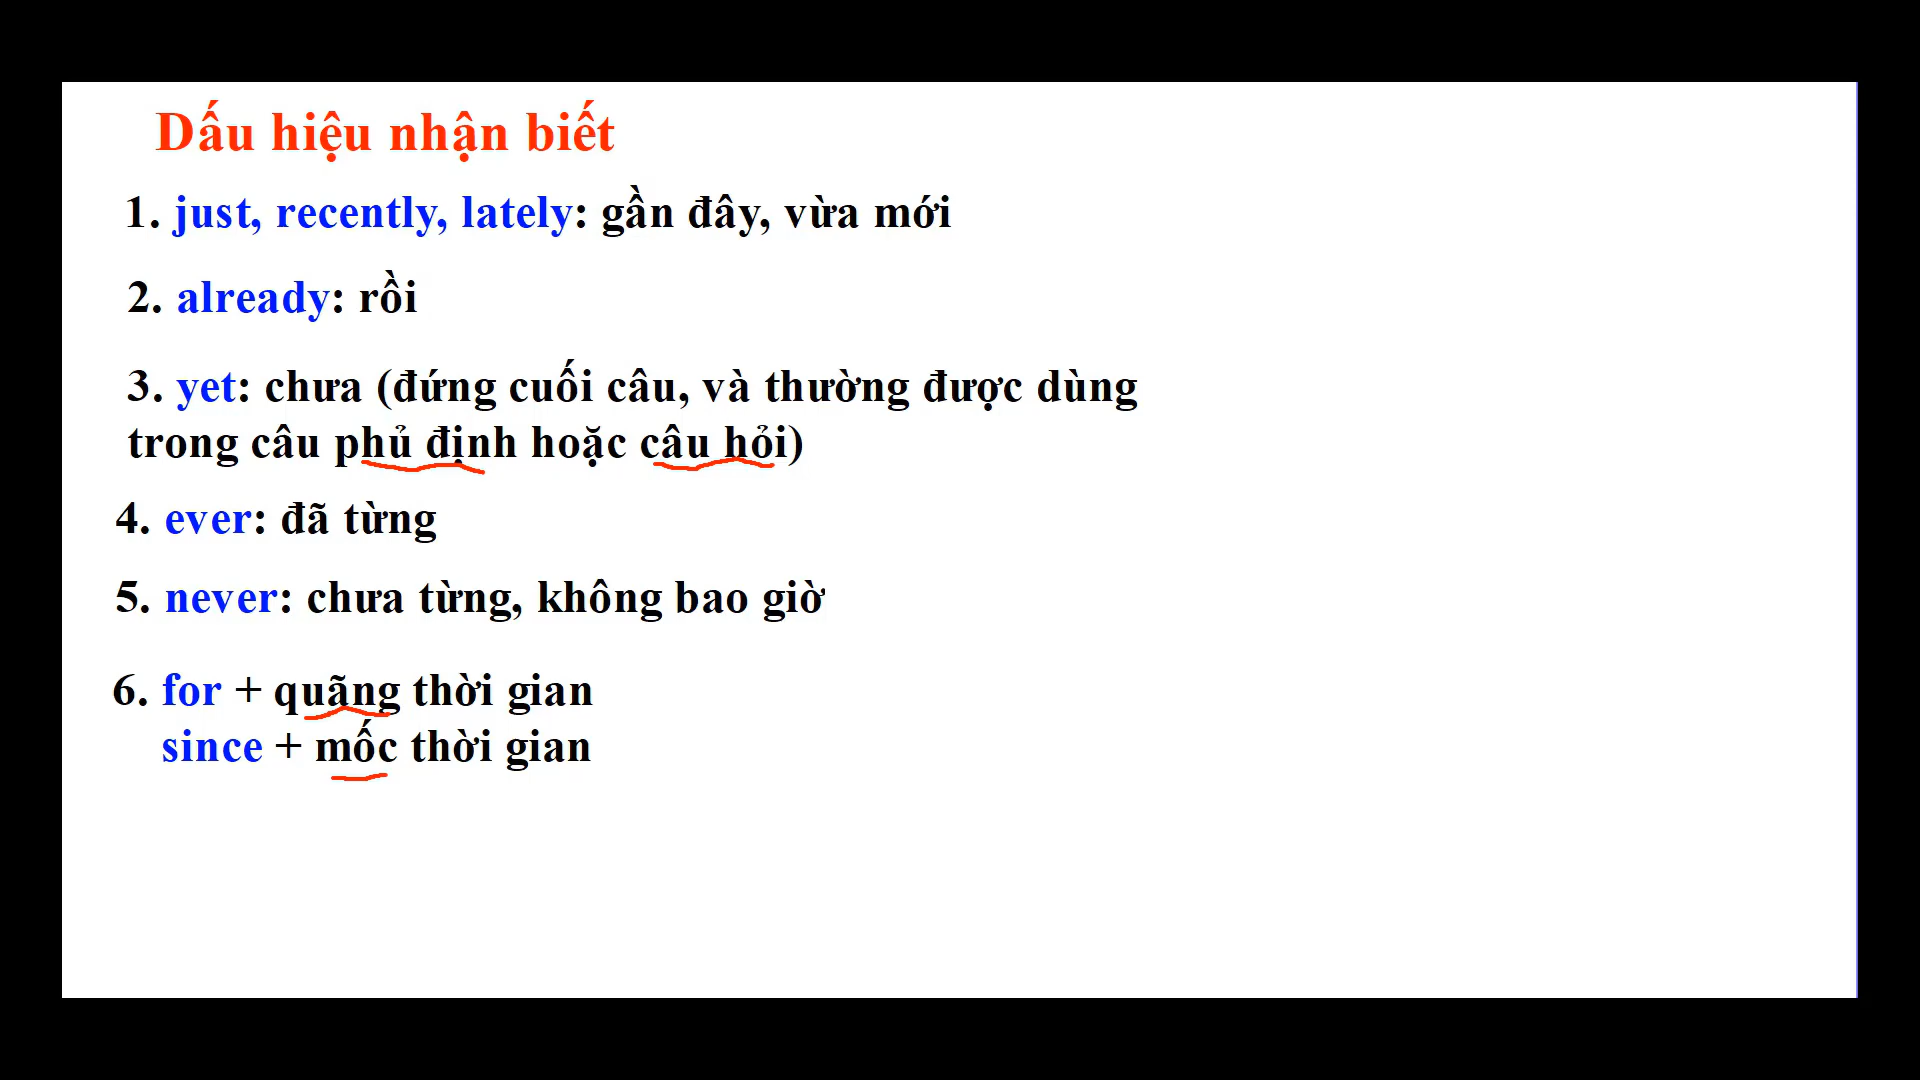 Dấu hiệu nhận biết
1. just, recently, lately: gần đây, vừa mới
2. already: rồi
3. yet: chưa (đứng cuối câu, và thường được dùng
trong câu phủ định hoặc câu hỏi)
4. ever: đã từng
5. never: chưa từng, không bao giờ
6. for + quãng thời gian
since + mốc thời gian